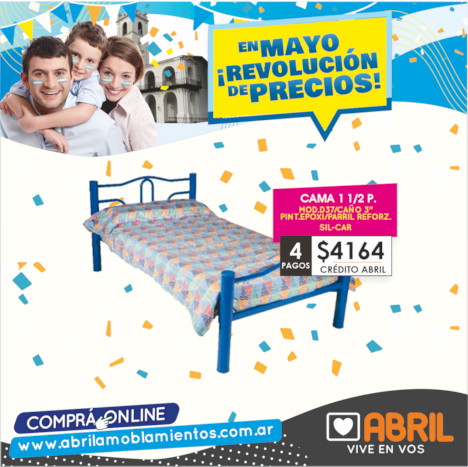 EN MAYO
¡REVOLUCIÓN
DE PRECIOS!
CAMA 1 1/2 P.
MOD.D37/CAÑO 3"
PINT.EPOXI/PARRIL REFORZ.
SIL-CAR
4 PAGOS
$4164
CRÉDITO ABRIL
COMPRÁ ONLINE
www.abrilamoblamientos.com.ar
ABRIL
VIVE EN VOS